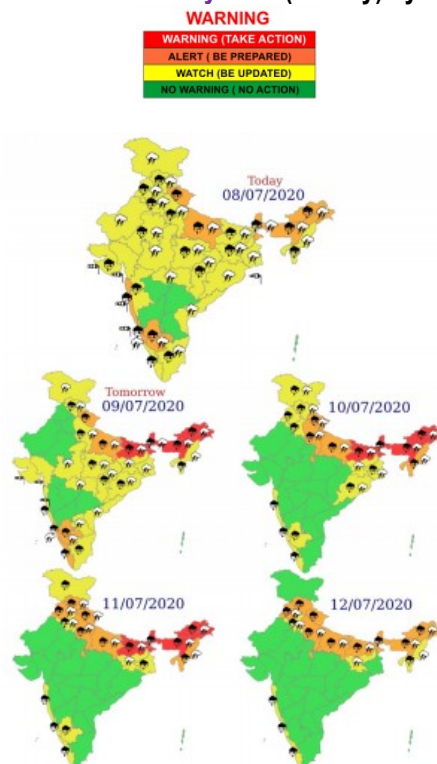 WARNING
WARNING (TAKE ACTION)
ALERT ( BE PREPARED)
WATCH (BE UPDATED)
NO WARNING ( NO ACTION)
Today
08/07/2020
Tomorrow
09/07/2020
10/07/2020
11/07/2020
12/07/2020